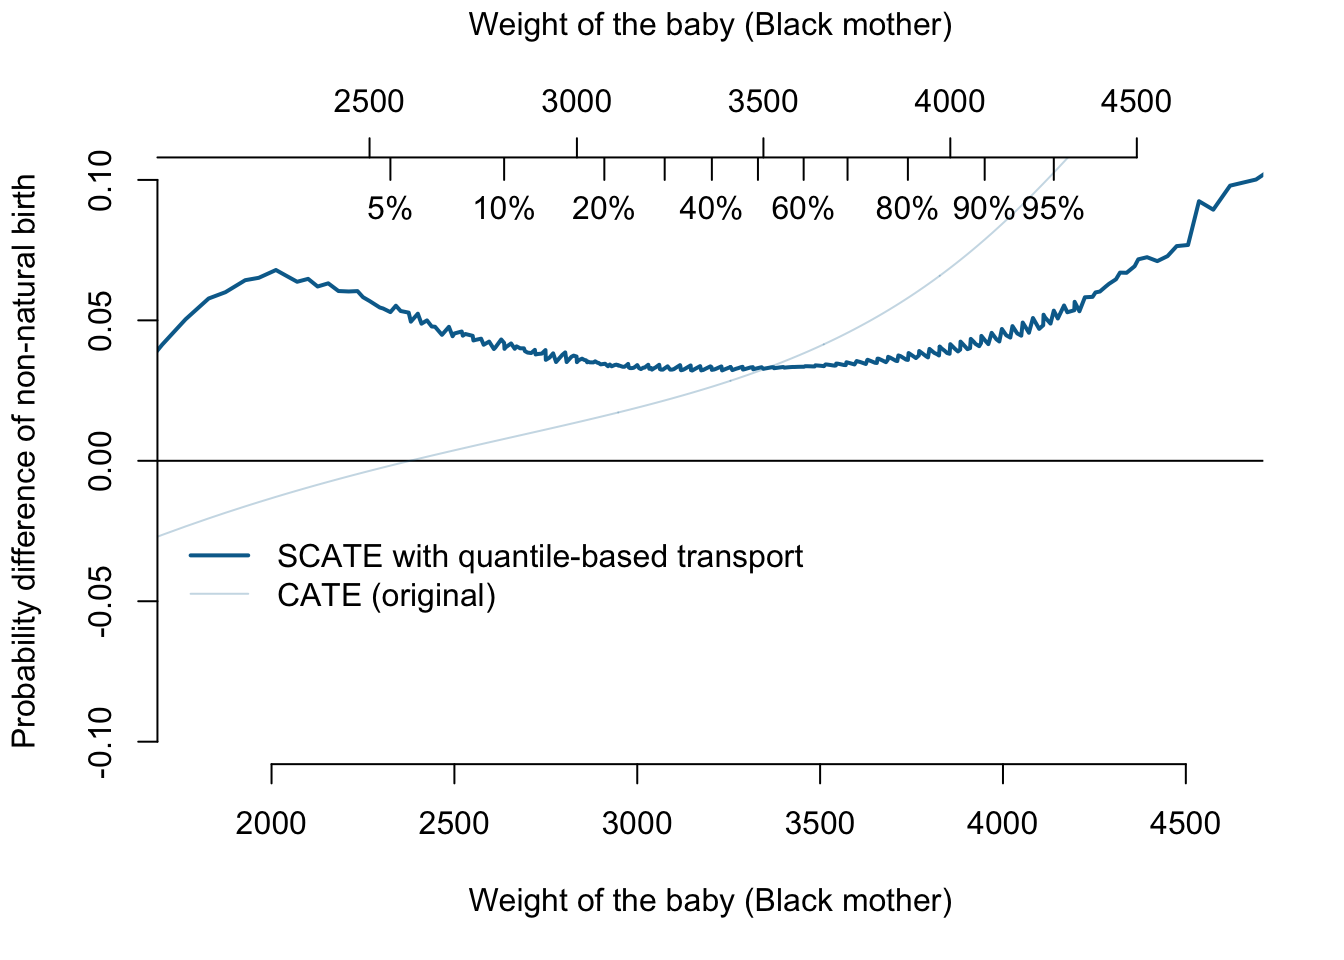 Weight of the baby (Black mother)
2500 3000 3500 4000 4500
5% 10% 20% 40% 60% 80% 90% 95%
Probability difference of non-natural birth
0.10
0.05
0.00
-0.05
-0.10
SCATE with quantile-based transport
CATE (original)
2000 2500 3000 3500 4000 4500
Weight of the baby (Black mother)